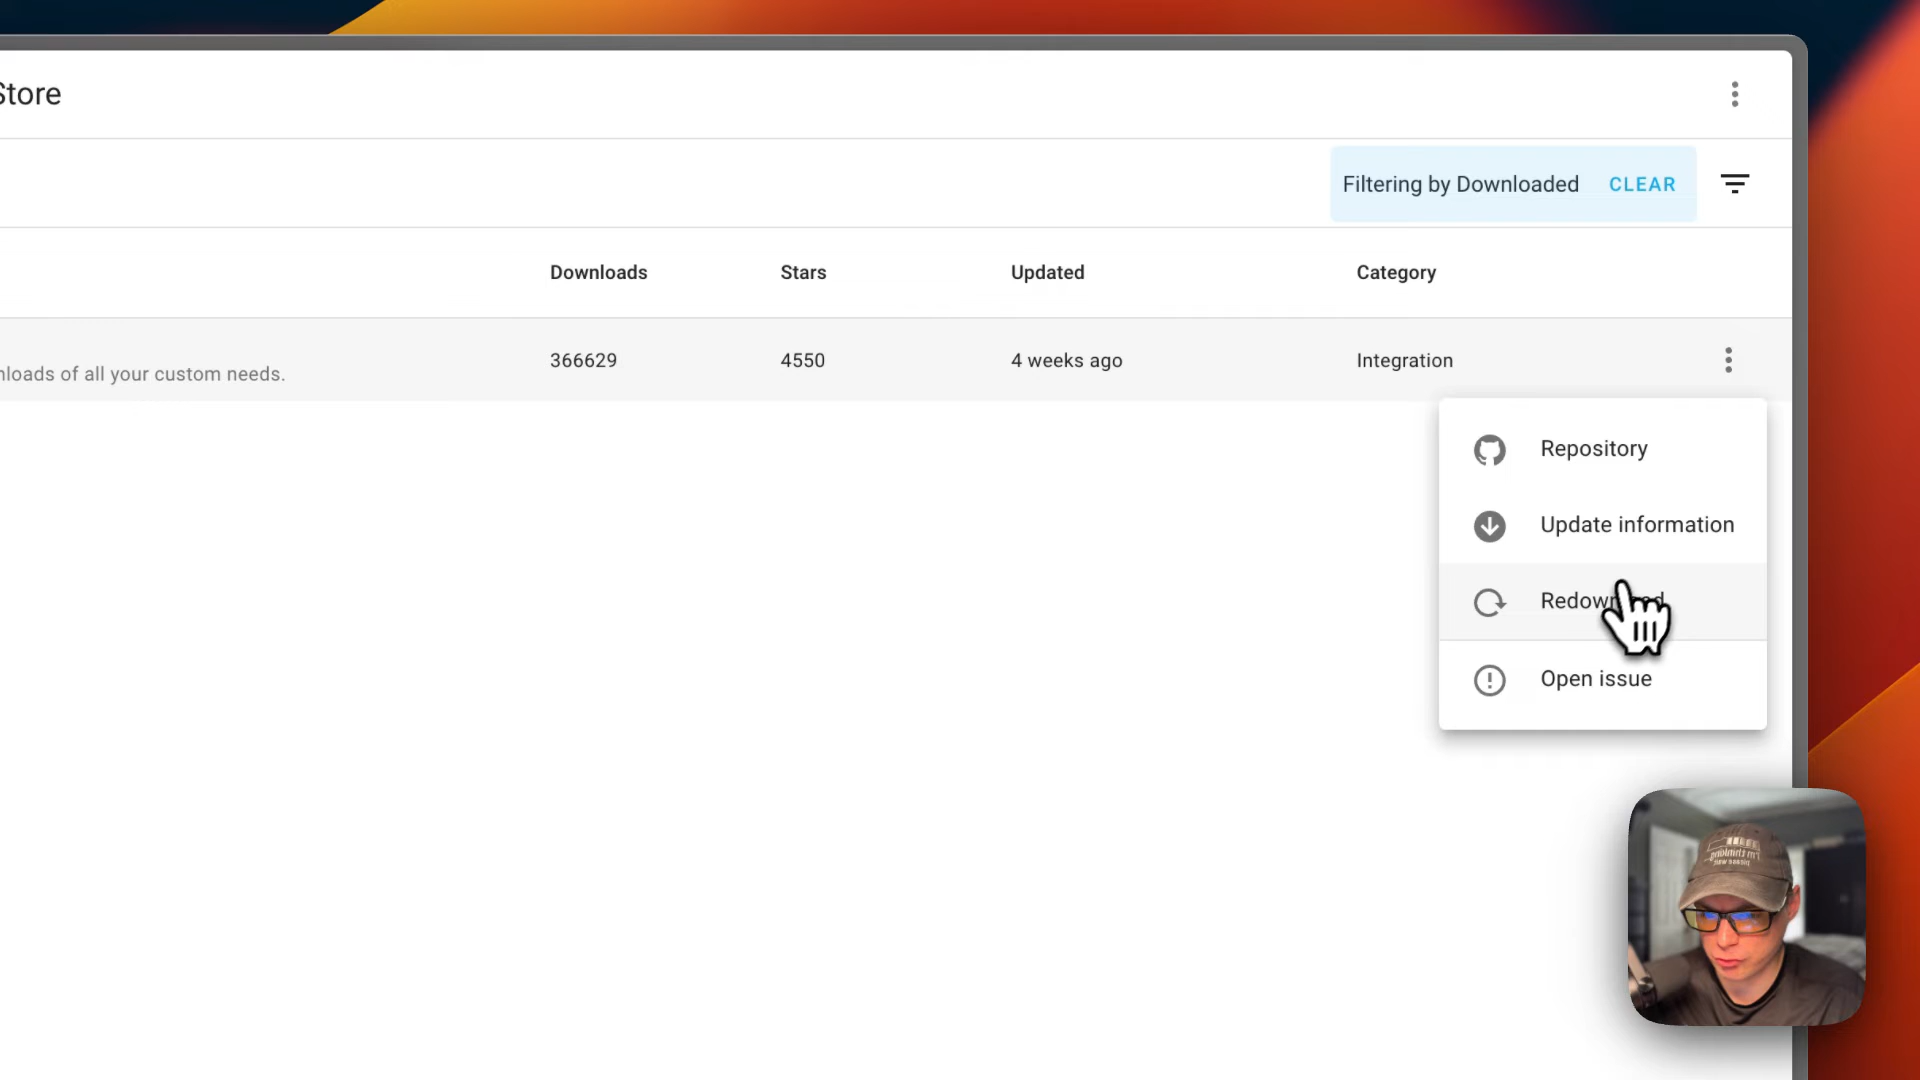 Store
Filtering by Downloaded CLEAR
Downloads Stars Updated Category
nloads of all your custom needs. 366629 4550 4 weeks ago Integration
Repository
Update information
Open issue